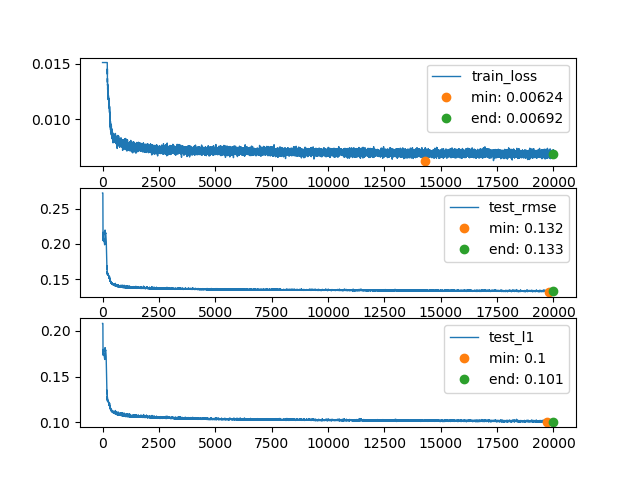 0.015
0.010
train_loss
min: 0.00624
end: 0.00692
0 2500 5000 7500 10000 12500 15000 17500 20000
0.25
0.20
0.15
test_rmse
min: 0.132
end: 0.133
0 2500 5000 7500 10000 12500 15000 17500 20000
0.20
0.15
0.10
test_l1
min: 0.1
end: 0.101
0 2500 5000 7500 10000 12500 15000 17500 20000